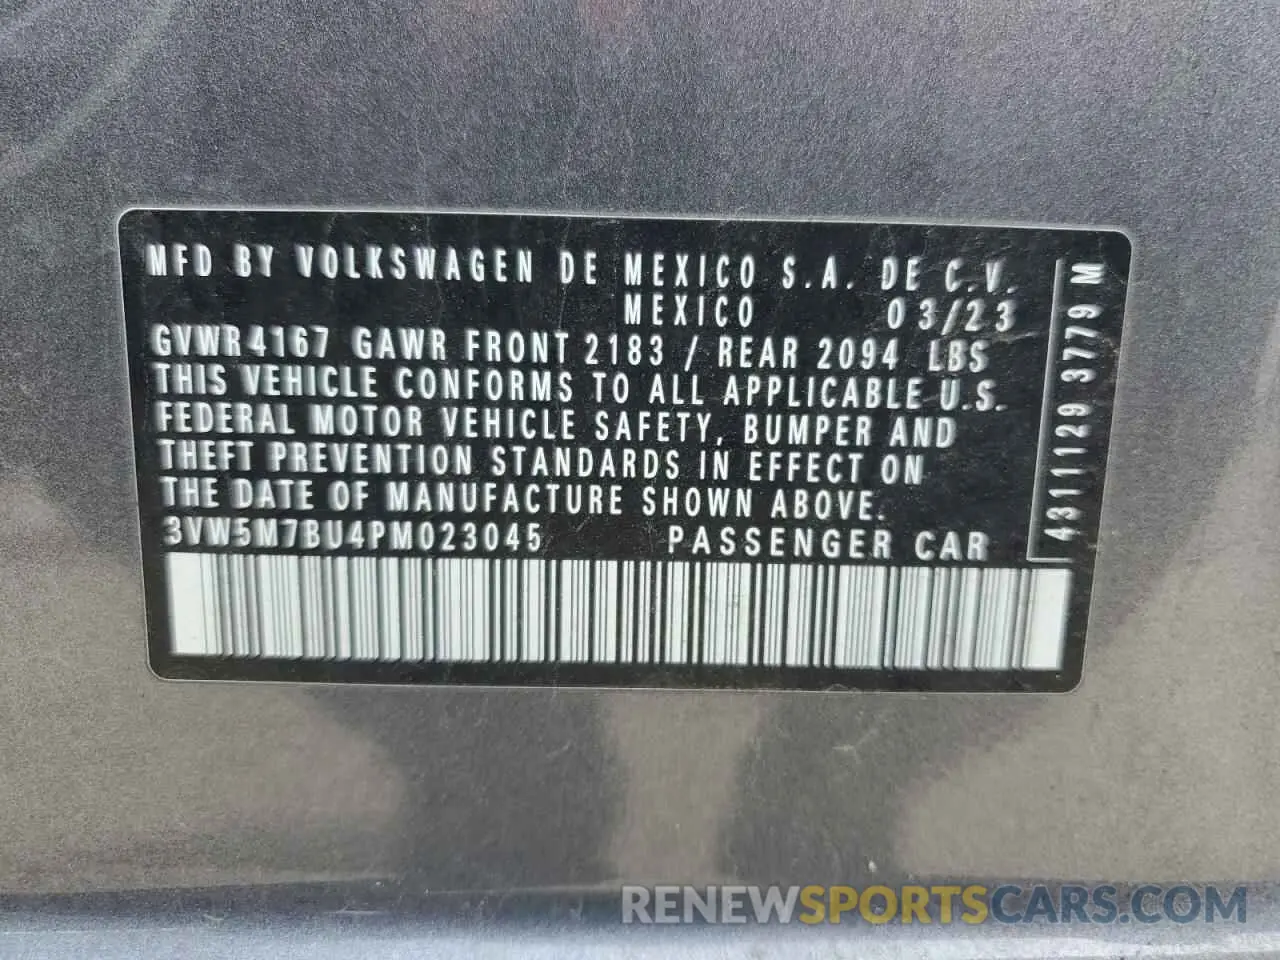 MFD BY VOLKSWAGEN DE MEXICO S.A. DE C.V.
MEXICO 03/23
GVWR4167 GAWR FRONT 2183 / REAR 2094 LBS
THIS VEHICLE CONFORMS TO ALL APPLICABLE U.S.
FEDERAL MOTOR VEHICLE SAFETY, BUMPER AND
THEFT PREVENTION STANDARDS IN EFFECT ON
THE DATE OF MANUFACTURE SHOWN ABOVE.
3VW5M7BU4PM023045 PASSENGER CAR
4311129 3779 M
RENEWSPORTSCARS.COM